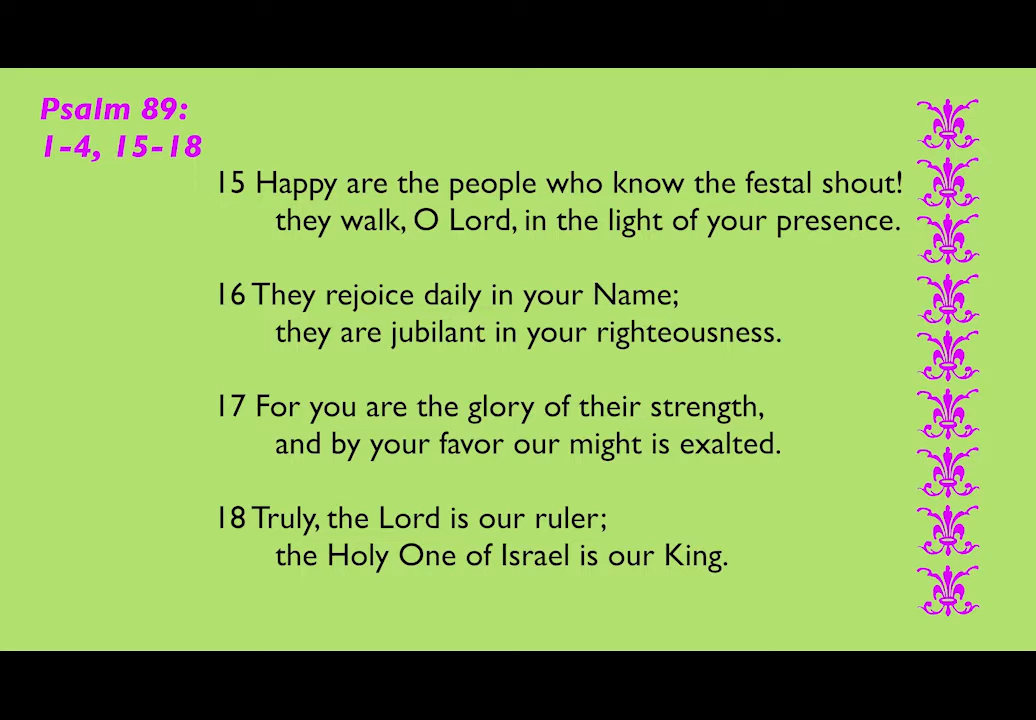 Psalm 89:
1-4, 15-18
15 Happy are the people who know the festal shout!
they walk, O Lord, in the light of your presence.
16 They rejoice daily in your Name;
they are jubilant in your righteousness.
17 For you are the glory of their strength,
and by your favor our might is exalted.
18 Truly, the Lord is our ruler;
the Holy One of Israel is our King.